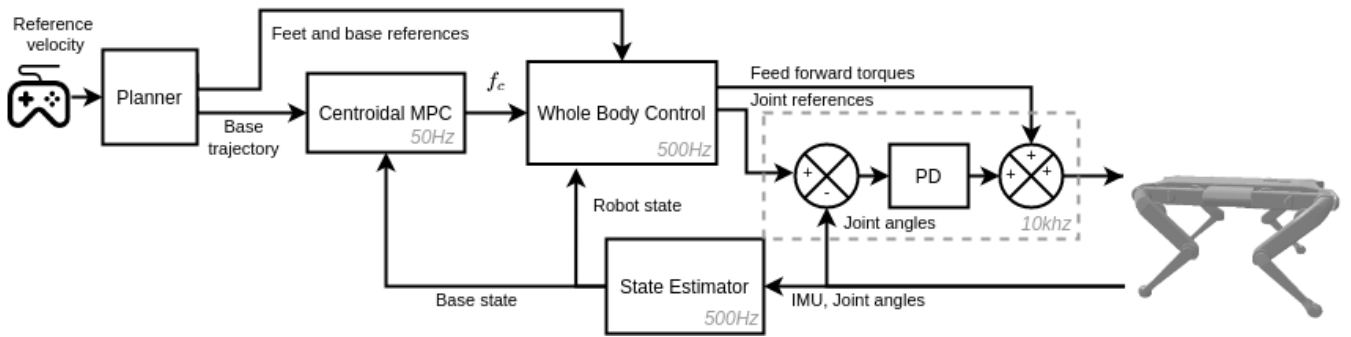 Reference
velocity
Feet and base references
Planner
Base
trajectory
Centroidal MPC
50Hz
f_c
Whole Body Control
500Hz
Feed forward torques
Joint references
+
-
PD
+
+
+
10khz
Joint angles
Robot state
State Estimator
500Hz
Base state
IMU, Joint angles